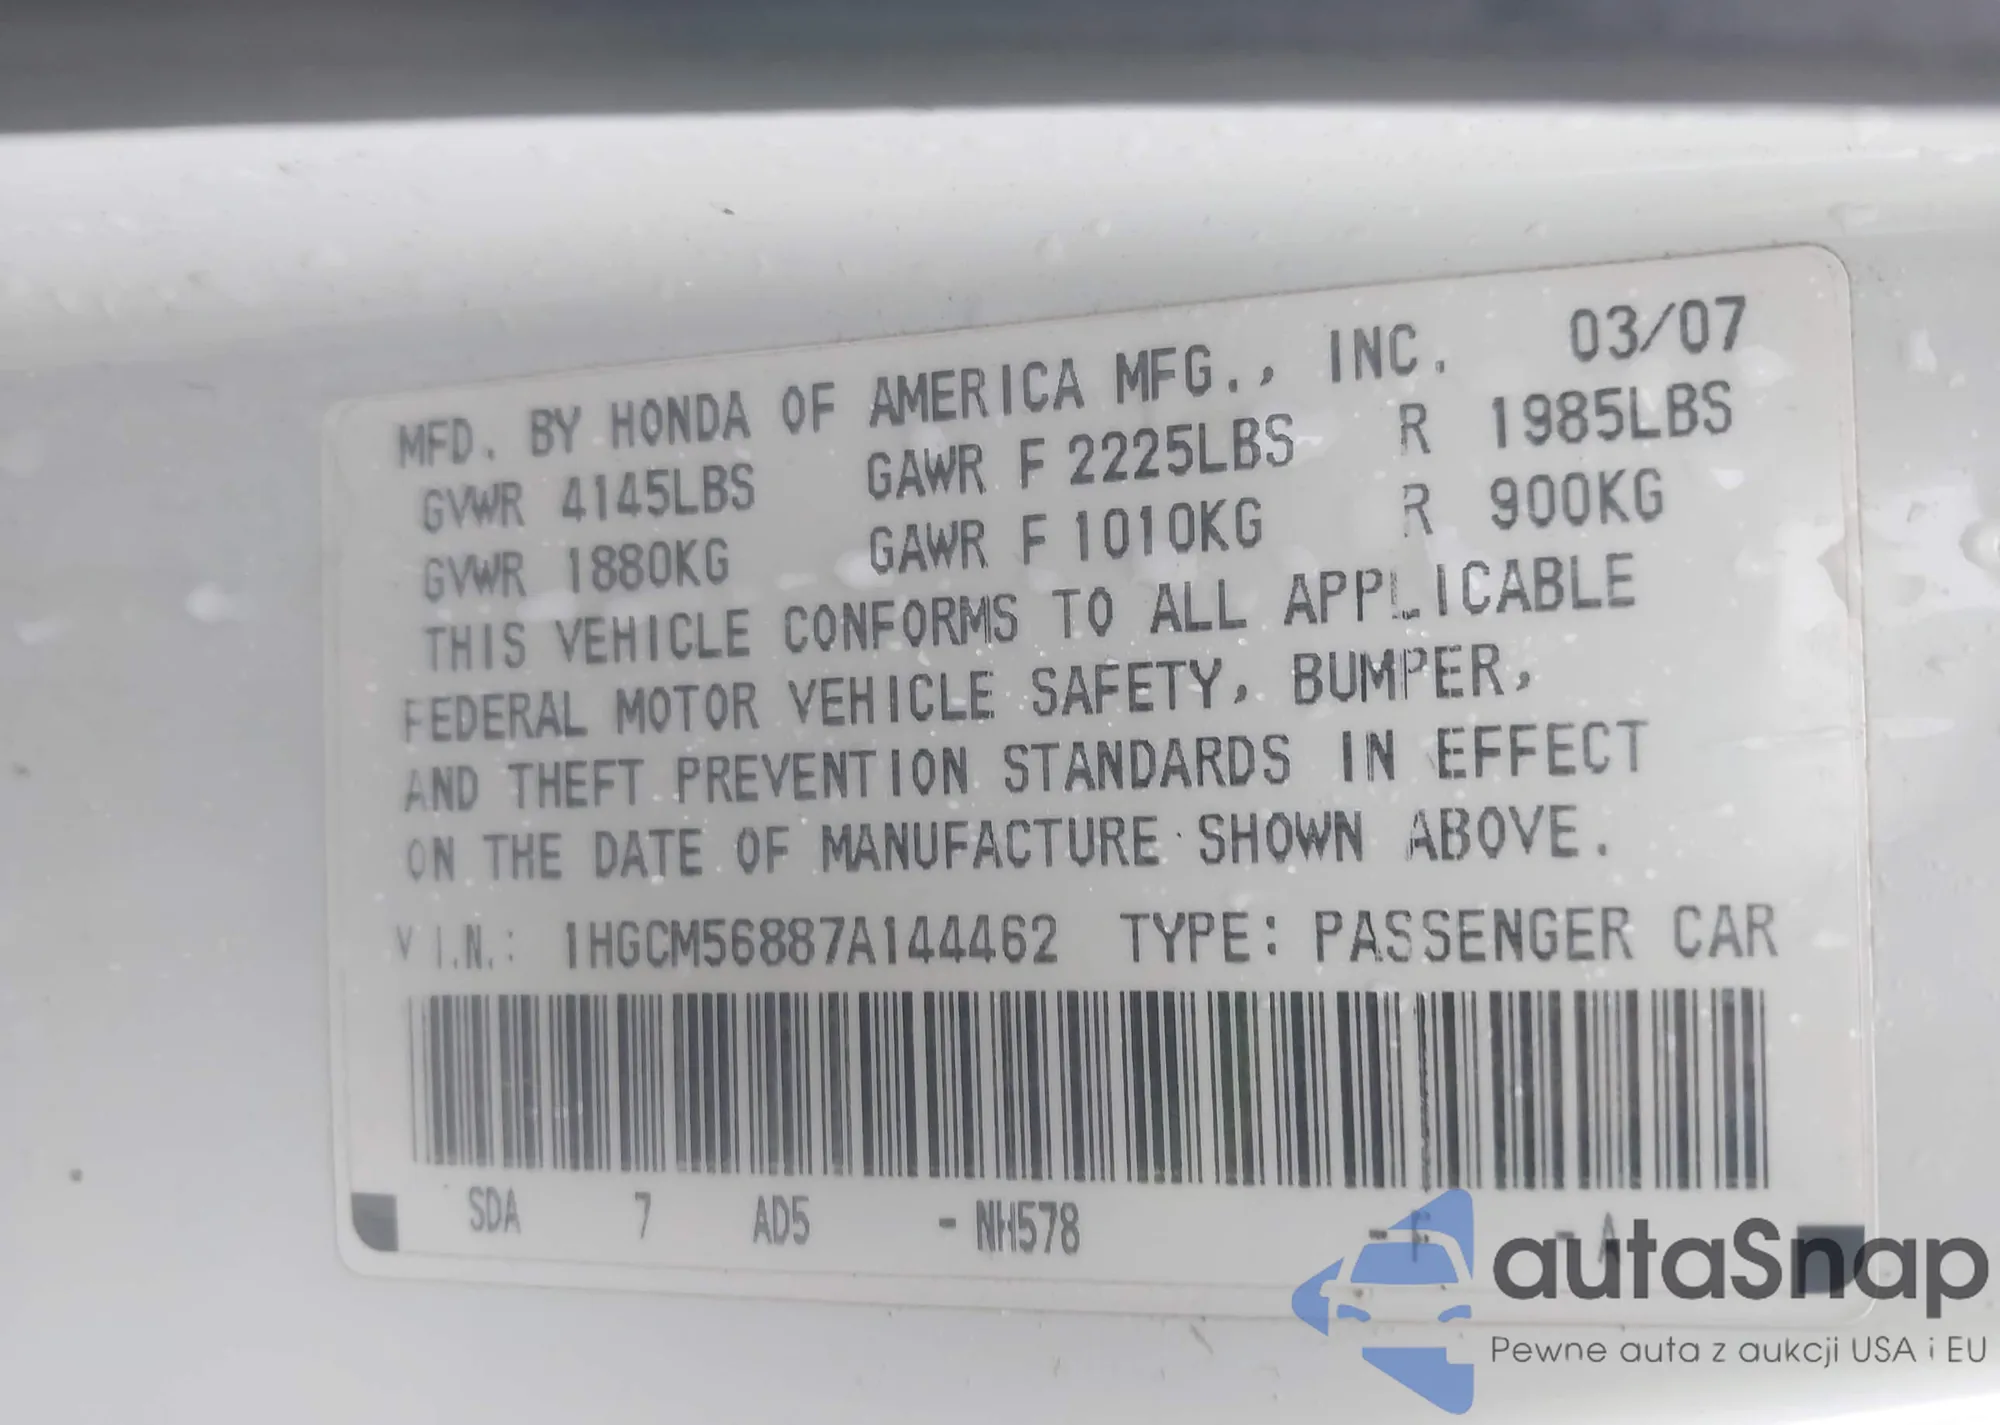 MFD. BY HONDA OF AMERICA MFG., INC. 03/07
GVWR 4145LBS GAWR F 2225LBS R 1985LBS
GVWR 1880KG GAWR F 1010KG R 900KG
THIS VEHICLE CONFORMS TO ALL APPLICABLE
FEDERAL MOTOR VEHICLE SAFETY, BUMPER,
AND THEFT PREVENTION STANDARDS IN EFFECT
ON THE DATE OF MANUFACTURE SHOWN ABOVE.
V.I.N.: 1HGCM56887A144462 TYPE: PASSENGER CAR
SDA 7 AD5 - NH578 - - A
autaSnap
Pewne auta z aukcji USA i EU